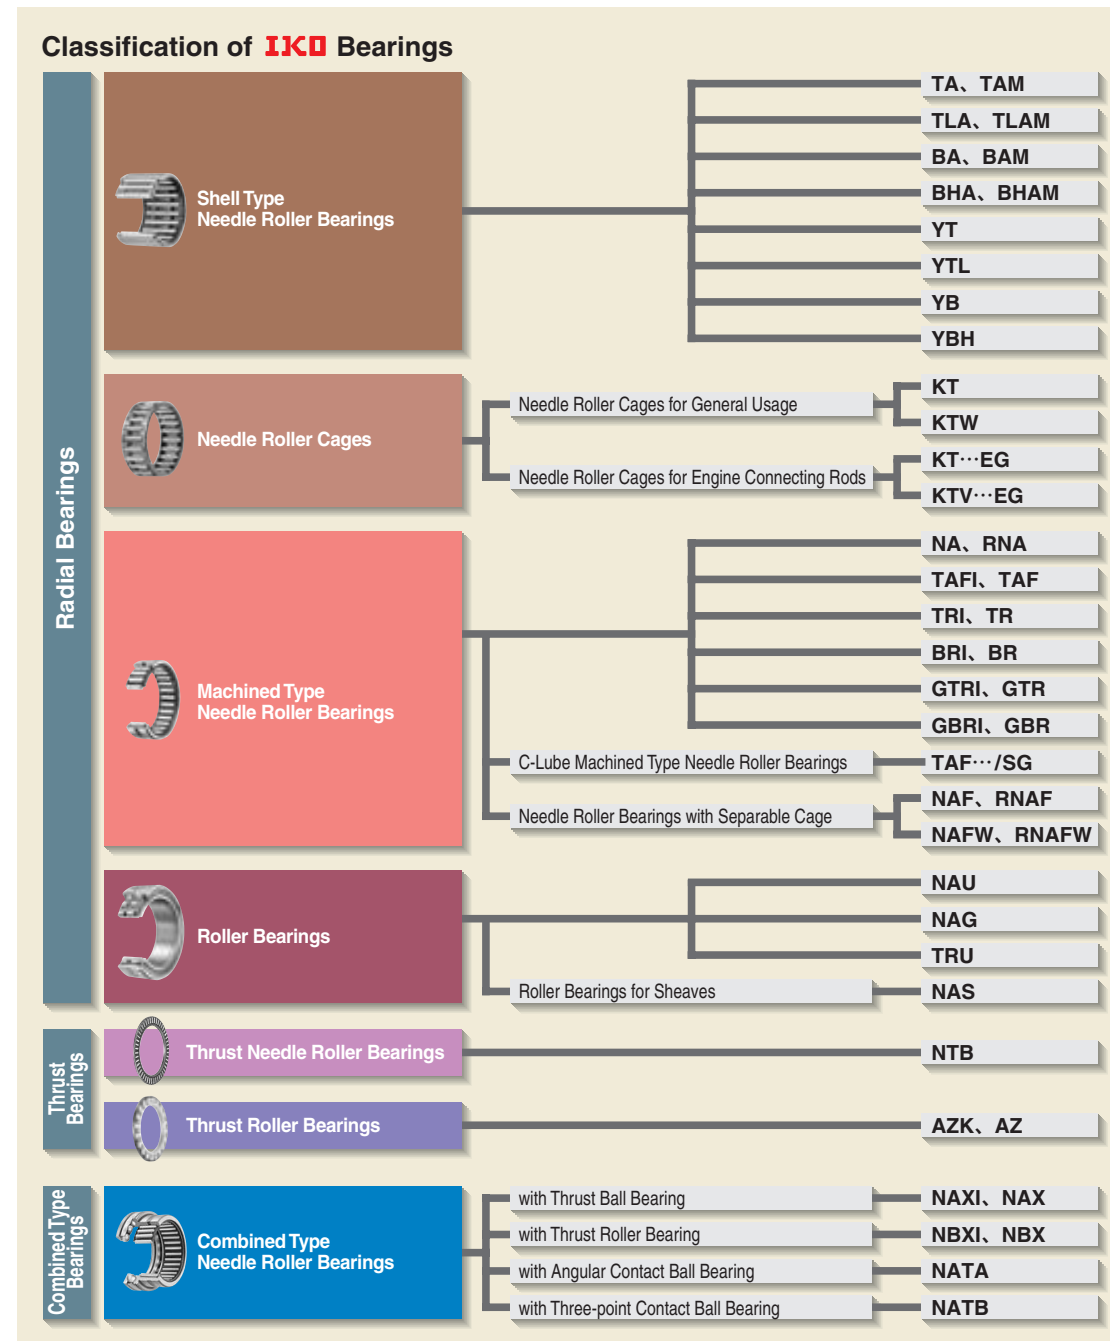 Classification of IKO Bearings
Radial Bearings
Shell Type
Needle Roller Bearings
TA、TAM
TLA、TLAM
BA、BAM
BHA、BHAM
YT
YTL
YB
YBH
Needle Roller Cages
Needle Roller Cages for General Usage
KT
KTW
Needle Roller Cages for Engine Connecting Rods
KT···EG
KTV···EG
Machined Type
Needle Roller Bearings
NA、RNA
TAFI、TAF
TRI、TR
BRI、BR
GTRI、GTR
GBRI、GBR
C-Lube Machined Type Needle Roller Bearings
TAF···/SG
Needle Roller Bearings with Separable Cage
NAF、RNAF
NAFW、RNAFW
Roller Bearings
NAU
NAG
TRU
Roller Bearings for Sheaves
NAS
Thrust
Bearings
Thrust Needle Roller Bearings
NTB
Thrust Roller Bearings
AZK、AZ
Combined Type
Bearings
Combined Type
Needle Roller Bearings
with Thrust Ball Bearing
NAXI、NAX
with Thrust Roller Bearing
NBXI、NBX
with Angular Contact Ball Bearing
NATA
with Three-point Contact Ball Bearing
NATB